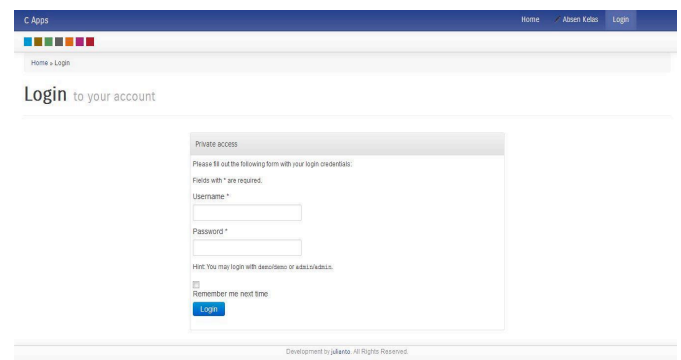 C Apps
Home Absen Kelas Login
Home » Login
Login to your account
Private access
Please fill out the following form with your login credentials:
Fields with * are required.
Username *
Password *
Hint: You may login with demo/demo or admin/admin.
Remember me next time
Login
Development by julianto. All Rights Reserved.